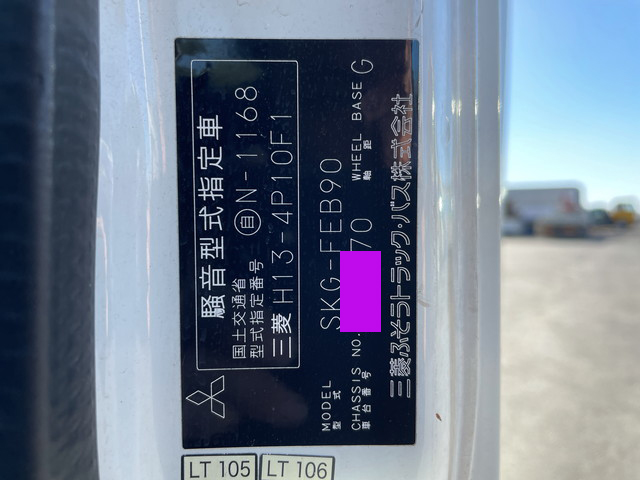 騒音型式指定車
国土交通省
型式指定番号 自N-1168
三菱 H13-4P10F1
MODEL
型式 SKG-FEB90
CHASSIS NO.
車台番号 70
WHEEL BASE
軸距 G
三菱ふそうトラック・バス株式会社
LT 105
LT 106